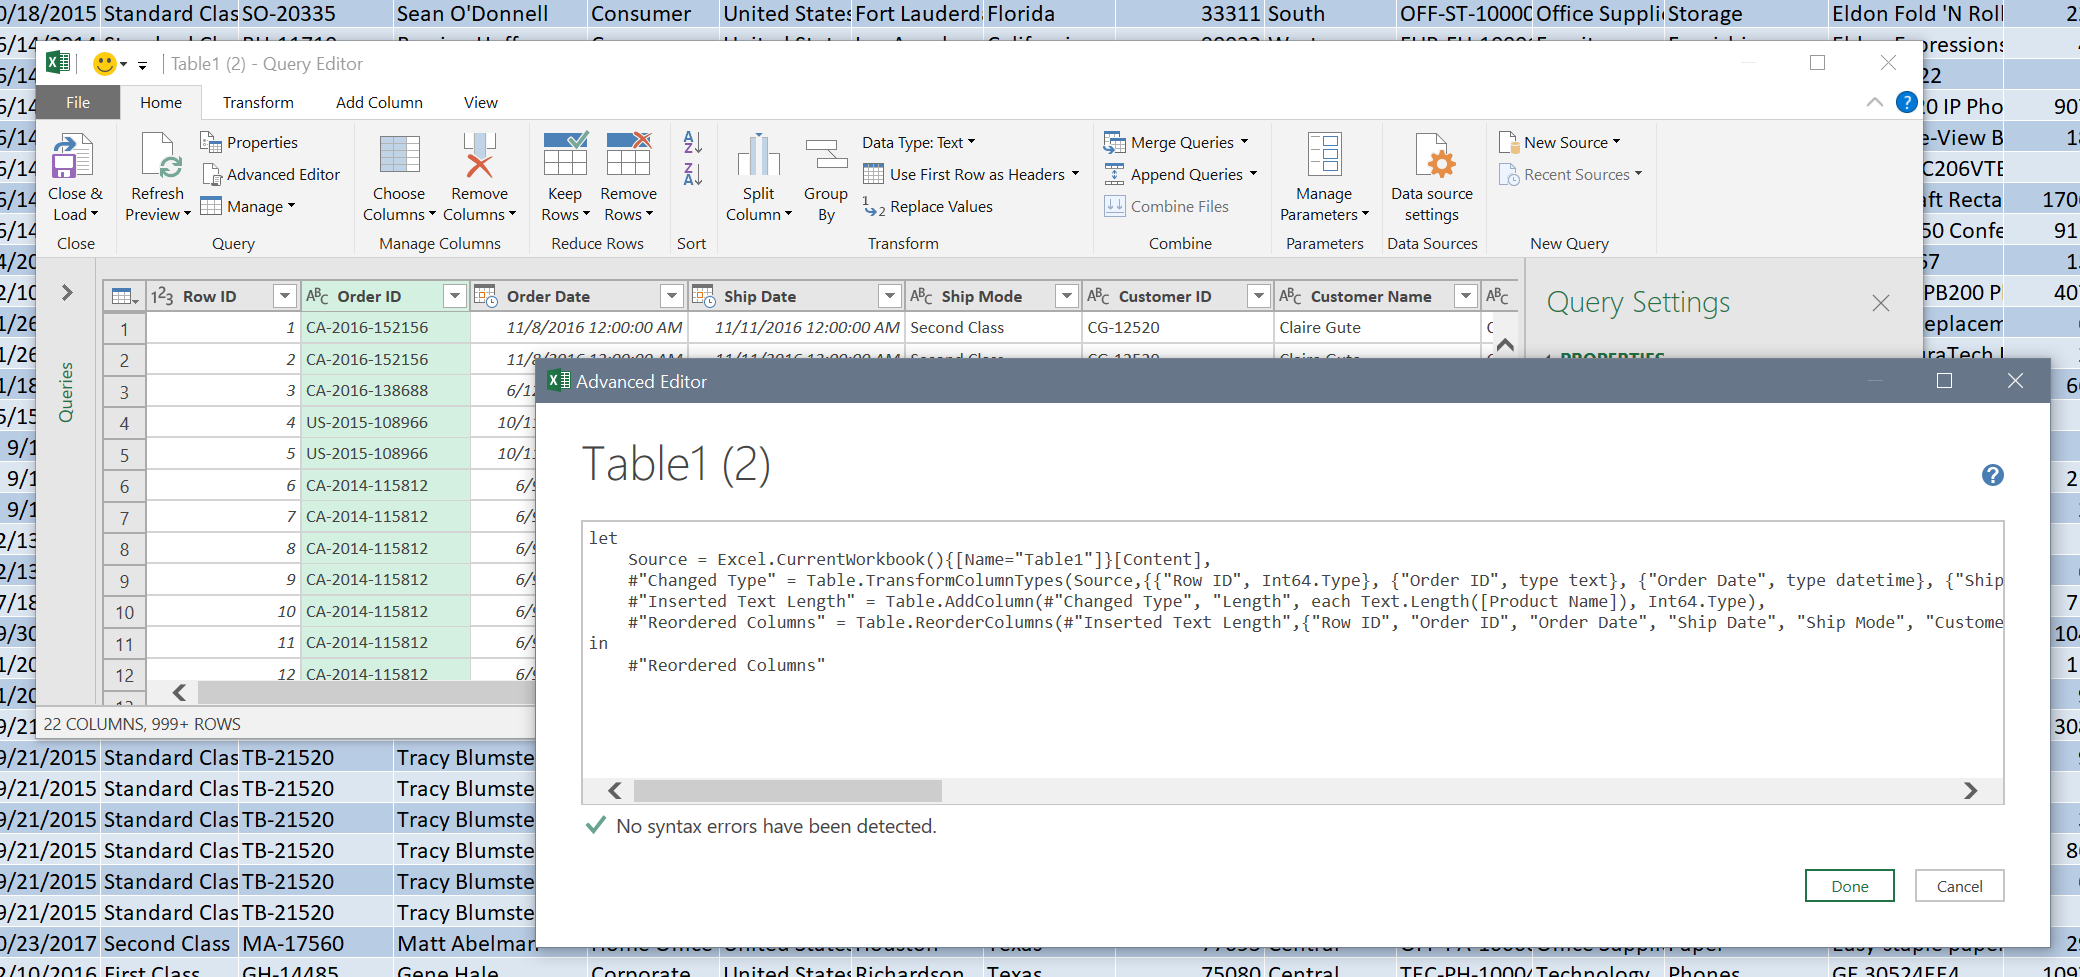 0/18/2015 Standard Clas SO-20335 Sean O'Donnell Consumer United States Fort Lauderd Florida 33311 South OFF-ST-1000 Office Suppli Storage Eldon Fold 'N Roll
Table1 (2) - Query Editor
File Home Transform Add Column View
Close & Load
Close
Refresh Preview
Properties
Advanced Editor
Manage
Query
Choose Columns
Remove Columns
Manage Columns
Keep Rows
Remove Rows
Reduce Rows
Sort
Split Column
Group By
Data Type: Text
Use First Row as Headers
Replace Values
Transform
Merge Queries
Append Queries
Combine Files
Combine
Manage Parameters
Parameters
Data source settings
Data Sources
New Source
Recent Sources
New Query
Queries
Row ID Order ID Order Date Ship Date Ship Mode Customer ID Customer Name
1 1 CA-2016-152156 11/8/2016 12:00:00 AM 11/11/2016 12:00:00 AM Second Class CG-12520 Claire Gute
2 2 CA-2016-152156
3 3 CA-2016-138688 6/12
4 4 US-2015-108966 10/11
5 5 US-2015-108966 10/11
6 6 CA-2014-115812 6/9
7 7 CA-2014-115812 6/9
8 8 CA-2014-115812 6/9
9 9 CA-2014-115812 6/9
10 10 CA-2014-115812 6/9
11 11 CA-2014-115812 6/9
12 12 CA-2014-115812 6/9
22 COLUMNS, 999+ ROWS
Query Settings
PROPERTIES
Advanced Editor
Table1 (2)
let
Source = Excel.CurrentWorkbook(){[Name="Table1"]}[Content],
#"Changed Type" = Table.TransformColumnTypes(Source,{{"Row ID", Int64.Type}, {"Order ID", type text}, {"Order Date", type datetime}, {"Ship
#"Inserted Text Length" = Table.AddColumn(#"Changed Type", "Length", each Text.Length([Product Name]), Int64.Type),
#"Reordered Columns" = Table.ReorderColumns(#"Inserted Text Length",{"Row ID", "Order ID", "Order Date", "Ship Date", "Ship Mode", "Custome
in
#"Reordered Columns"
No syntax errors have been detected.
Done Cancel
9/21/2015 Standard Clas TB-21520 Tracy Blumste
9/21/2015 Standard Clas TB-21520 Tracy Blumste
9/21/2015 Standard Clas TB-21520 Tracy Blumste
9/21/2015 Standard Clas TB-21520 Tracy Blumste
9/21/2015 Standard Clas TB-21520 Tracy Blumste
9/21/2015 Standard Clas TB-21520 Tracy Blumste
0/23/2017 Second Class MA-17560 Matt Abelman
2/10/2016 First Class GH-14485 Gene Hale Corporate United States Richardson Texas 75080 Central TEC-PH-1000 Technology Phones GE 30524EE4